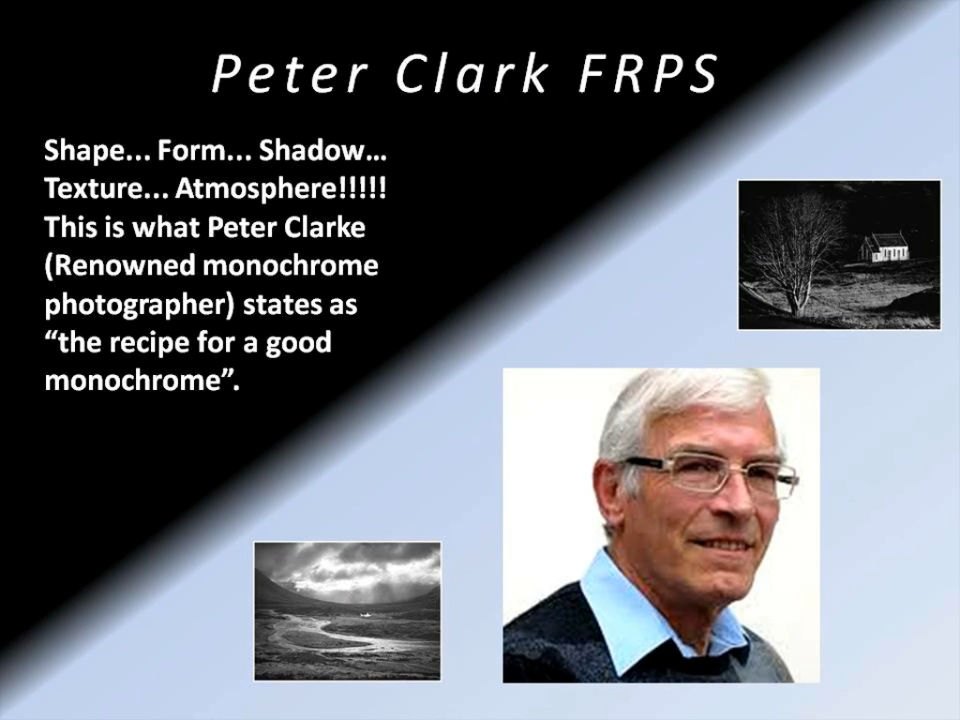 Peter Clark FRPS
Shape... Form... Shadow…
Texture... Atmosphere!!!!!
This is what Peter Clarke
(Renowned monochrome
photographer) states as
“the recipe for a good
monochrome”.